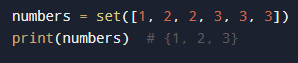 numbers = set([1, 2, 2, 3, 3, 3])
print(numbers)  # {1, 2, 3}